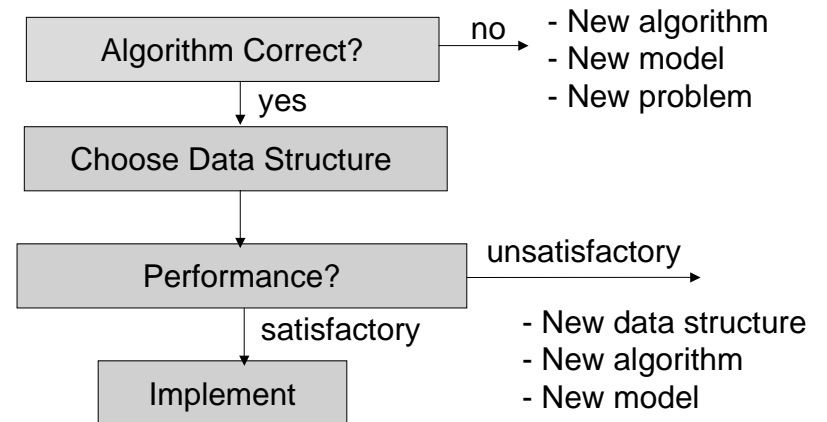 Algorithm Correct?
no
- New algorithm
- New model
- New problem
yes
Choose Data Structure
Performance?
unsatisfactory
satisfactory
- New data structure
- New algorithm
- New model
Implement